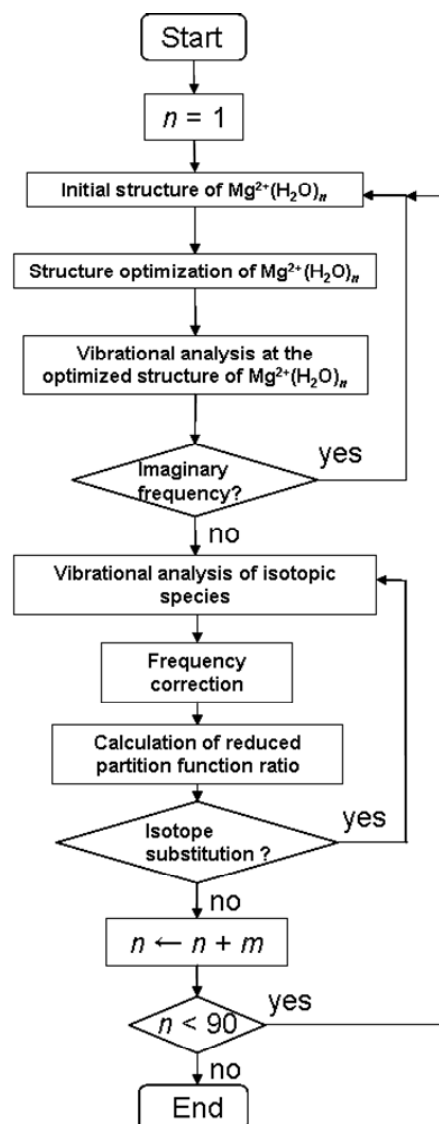 Start
n = 1
Initial structure of Mg²⁺(H₂O)ₙ
Structure optimization of Mg²⁺(H₂O)ₙ
Vibrational analysis at the
optimized structure of Mg²⁺(H₂O)ₙ
Imaginary
frequency?
yes
no
Vibrational analysis of isotopic
species
Frequency
correction
Calculation of reduced
partition function ratio
Isotope
substitution ?
yes
no
n ← n + m
n < 90
yes
no
End